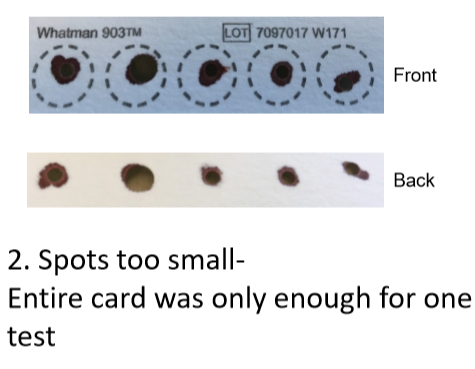 Whatman 903TM LOT 7097017 W171
Front
Back
2. Spots too small-
Entire card was only enough for one
test